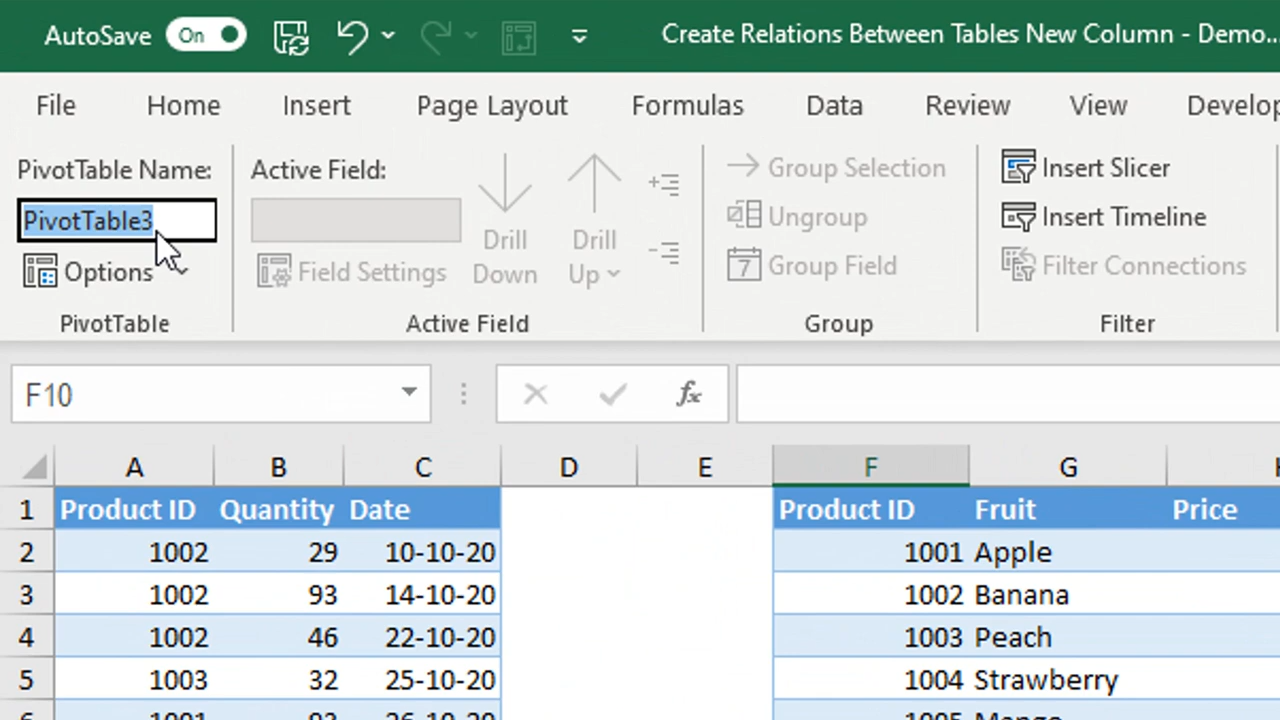 AutoSave On Create Relations Between Tables New Column - Demo...
File Home Insert Page Layout Formulas Data Review View Develop
PivotTable Name:
PivotTable3
Options
PivotTable
Active Field:
Field Settings
Drill Down
Drill Up
Active Field
Group Selection
Ungroup
7 Group Field
Group
Insert Slicer
Insert Timeline
Filter Connections
Filter
F10 fx
A B C D E F G
1 Product ID Quantity Date Product ID Fruit Price
2 1002 29 10-10-20 1001 Apple
3 1002 93 14-10-20 1002 Banana
4 1002 46 22-10-20 1003 Peach
5 1003 32 25-10-20 1004 Strawberry